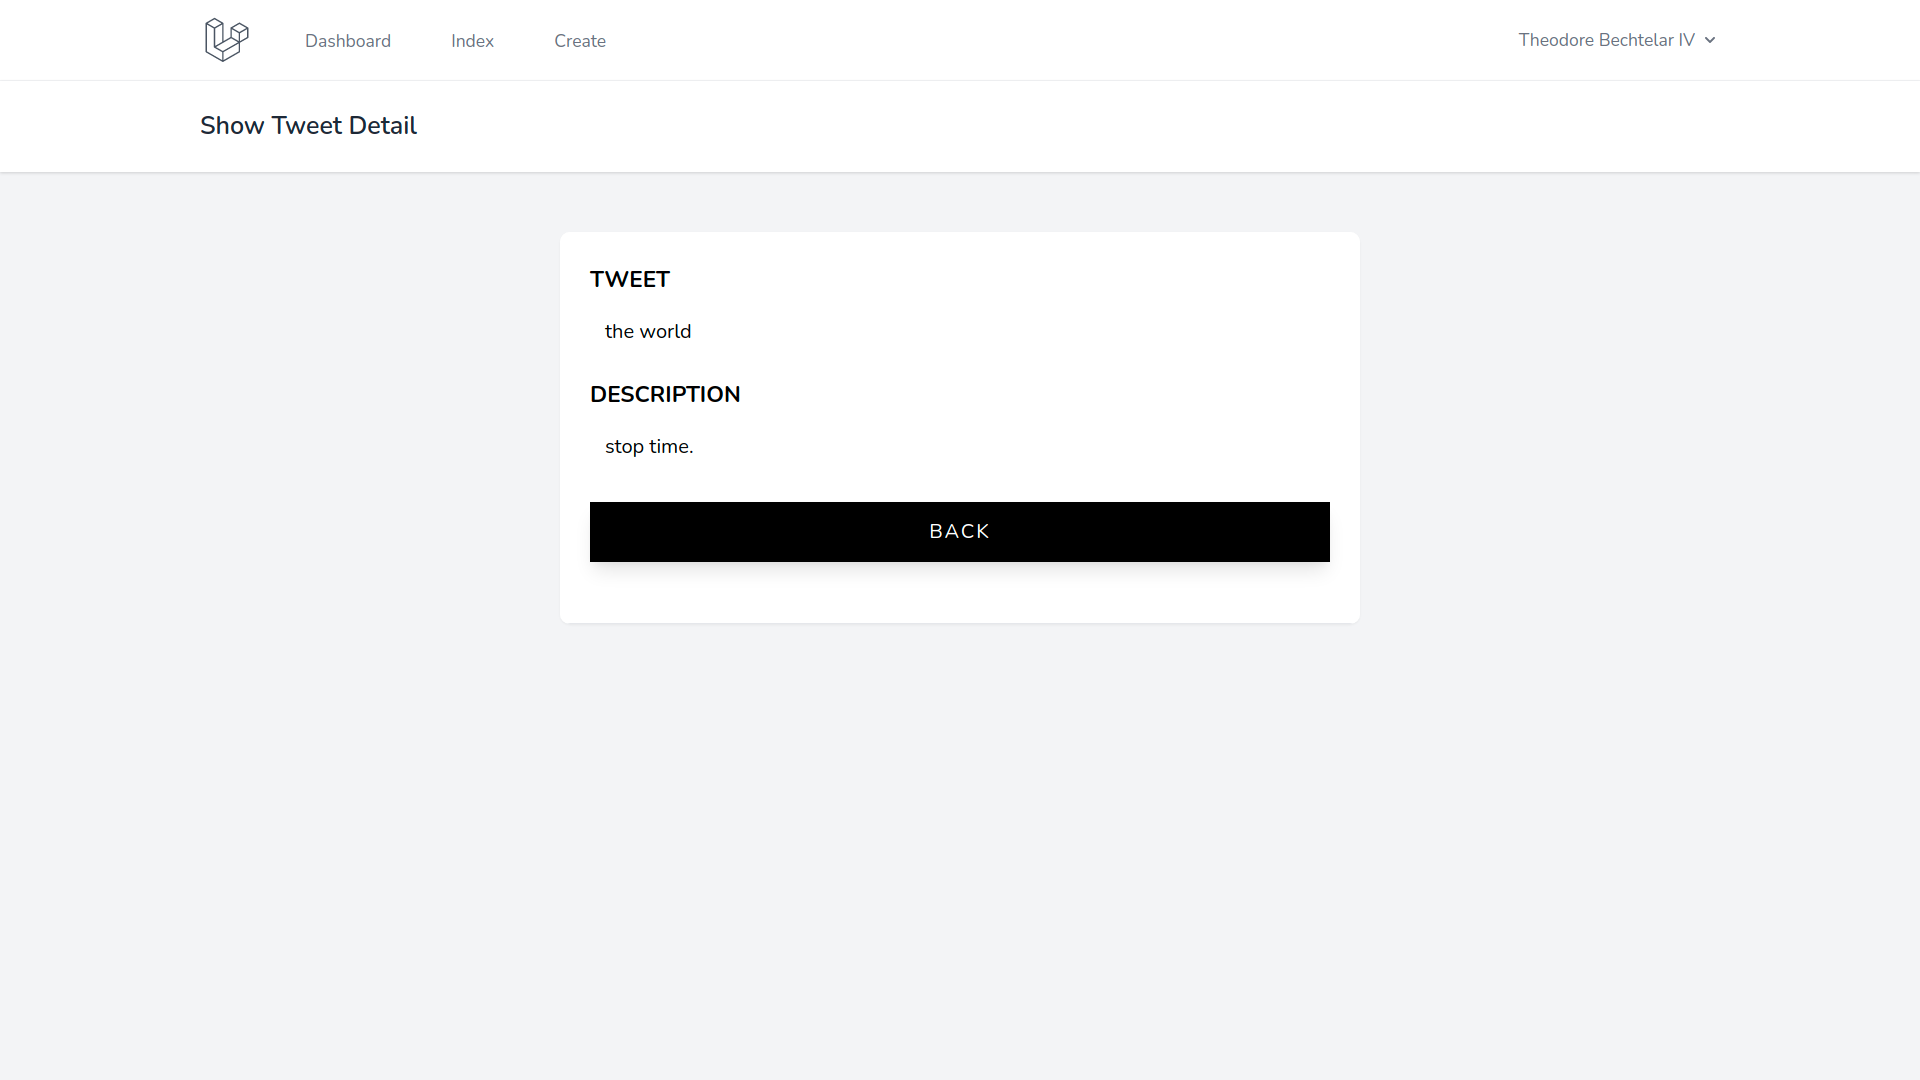 Dashboard Index Create Theodore Bechtelar IV
Show Tweet Detail
TWEET
the world
DESCRIPTION
stop time.
BACK